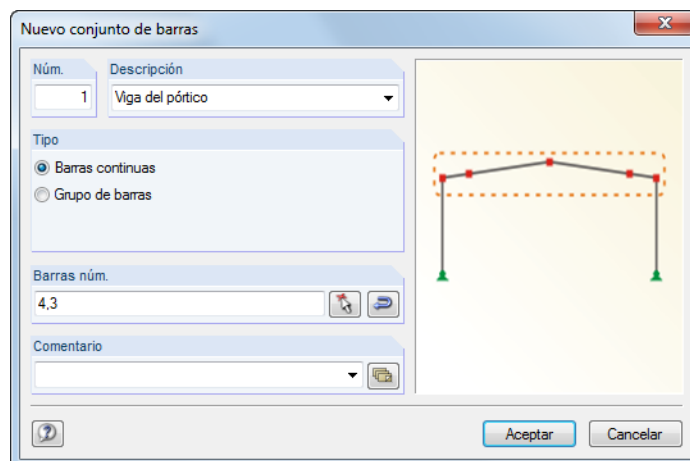 Nuevo conjunto de barras
Núm.
Descripción
1
Viga del pórtico
Tipo
Barras continuas
Grupo de barras
Barras núm.
4,3
Comentario
Aceptar
Cancelar